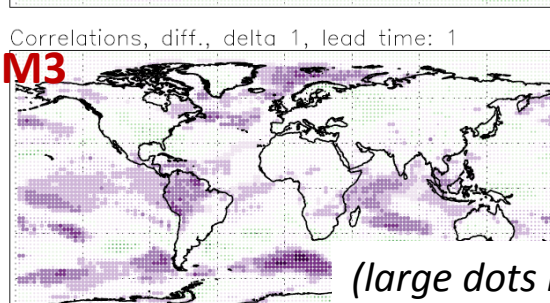 Correlations, diff., delta 1, lead time: 1
M3
(large dots